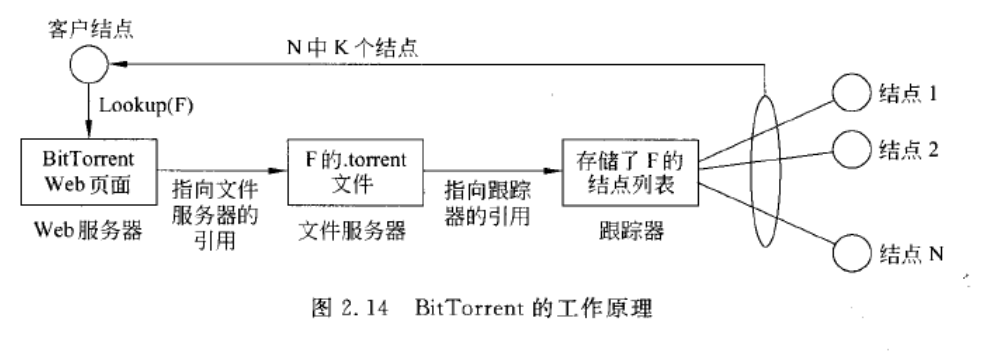 客户结点
N 中 K 个结点
Lookup(F)
结点 1
结点 2
结点 N
BitTorrent
Web 页面
Web 服务器
指向文件
服务器的
引用
F 的.torrent
文件
文件服务器
指向跟踪
器的引用
存储了 F 的
结点列表
跟踪器
图 2.14 BitTorrent 的工作原理